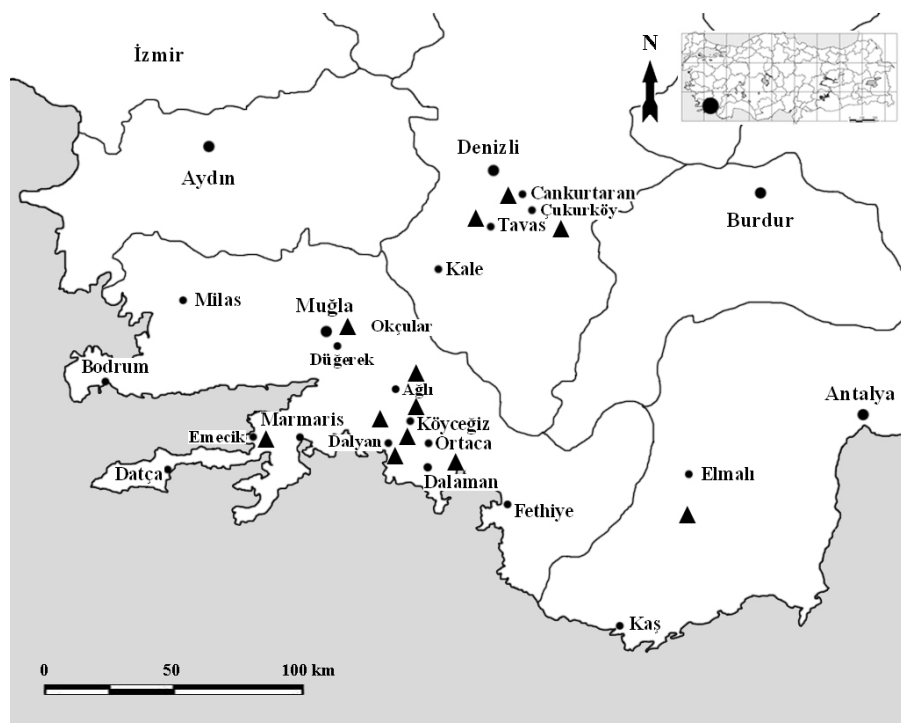 İzmir
N
Denizli
Aydın
Cankurtaran
Çukurköy
Burdur
Tavas
Kale
Milas
Muğla
Okçular
Düğerek
Bodrum
Ağlı
Antalya
Marmaris
Köyceğiz
Emecik
Dalyan
Ortaca
Datça
Dalaman
Elmalı
Fethiye
Kaş
0 50 100 km